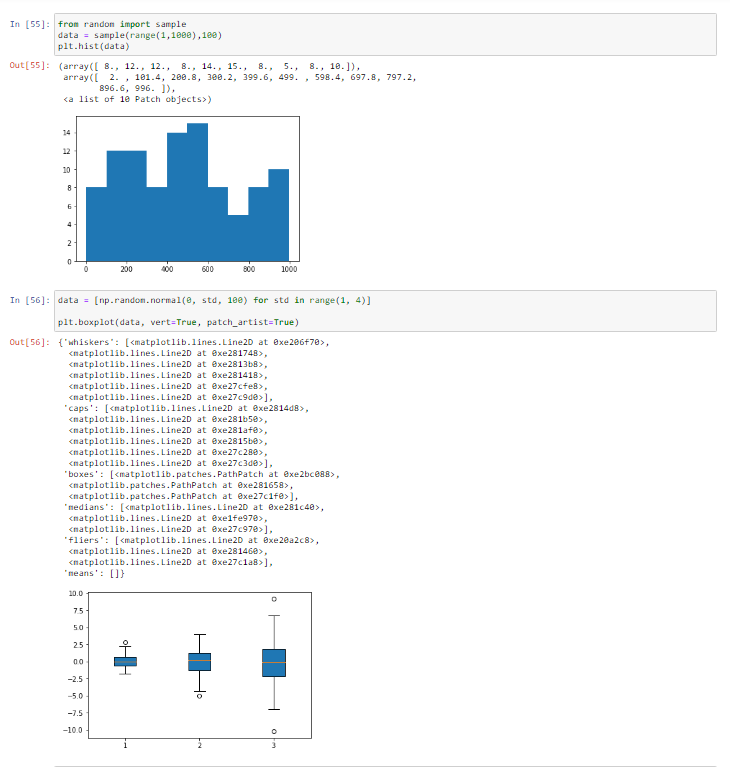 In [55]: from random import sample
data = sample(range(1,1000),100)
plt.hist(data)
Out[55]: (array([ 8., 12., 12., 8., 14., 15., 8., 5., 8., 10.]),
array([ 2. , 101.4, 200.8, 300.2, 399.6, 499. , 598.4, 697.8, 797.2,
896.6, 996. ]),
<a list of 10 Patch objects>)
14
12
10
8
6
4
2
0
0 200 400 600 800 1000
In [56]: data = [np.random.normal(0, std, 100) for std in range(1, 4)]
plt.boxplot(data, vert=True, patch_artist=True)
Out[56]: {'whiskers': [<matplotlib.lines.Line2D at 0xe206f70>,
<matplotlib.lines.Line2D at 0xe281748>,
<matplotlib.lines.Line2D at 0xe2813b8>,
<matplotlib.lines.Line2D at 0xe281418>,
<matplotlib.lines.Line2D at 0xe27cfe8>,
<matplotlib.lines.Line2D at 0xe27c9d0>],
'caps': [<matplotlib.lines.Line2D at 0xe2814d8>,
<matplotlib.lines.Line2D at 0xe281b50>,
<matplotlib.lines.Line2D at 0xe281af0>,
<matplotlib.lines.Line2D at 0xe2815b0>,
<matplotlib.lines.Line2D at 0xe27c280>,
<matplotlib.lines.Line2D at 0xe27c3d0>],
'boxes': [<matplotlib.patches.PathPatch at 0xe2bc088>,
<matplotlib.patches.PathPatch at 0xe281658>,
<matplotlib.patches.PathPatch at 0xe27c1f0>],
'medians': [<matplotlib.lines.Line2D at 0xe281c40>,
<matplotlib.lines.Line2D at 0xe1fe970>,
<matplotlib.lines.Line2D at 0xe27c970>],
'fliers': [<matplotlib.lines.Line2D at 0xe20a2c8>,
<matplotlib.lines.Line2D at 0xe281460>,
<matplotlib.lines.Line2D at 0xe27c1a8>],
'means': []}
10.0
7.5
5.0
2.5
0.0
−2.5
−5.0
−7.5
−10.0
1 2 3